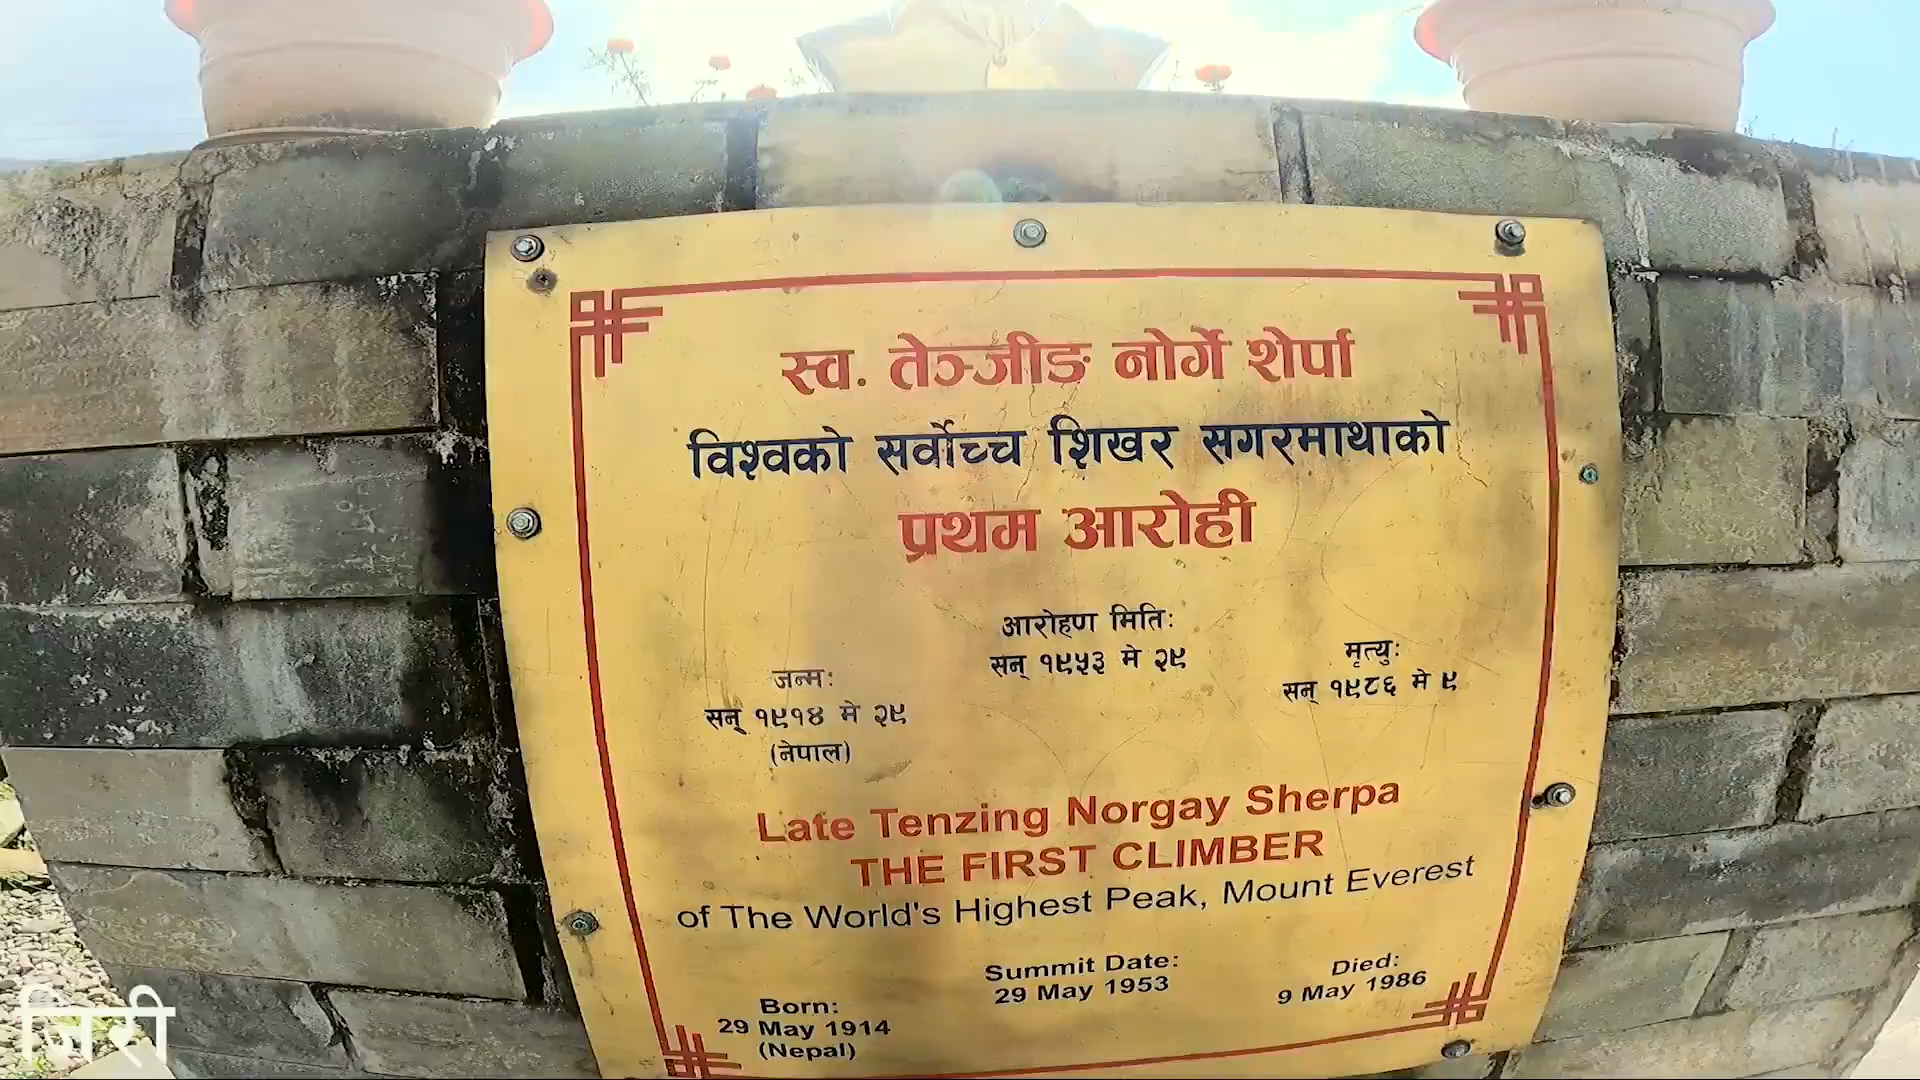 स्व. तेञ्जीङ नोर्गे शेर्पा
विश्वको सर्वोच्च शिखर सगरमाथाको
प्रथम आरोही
आरोहण मितिः
सन् १९५३ मे २९
जन्मः
सन् १९१४ मे २९
(नेपाल)
मृत्युः
सन् १९८६ मे ९
Late Tenzing Norgay Sherpa
THE FIRST CLIMBER
of The World's Highest Peak, Mount Everest
Summit Date:
29 May 1953
Born:
29 May 1914
(Nepal)
Died:
9 May 1986
जिरी